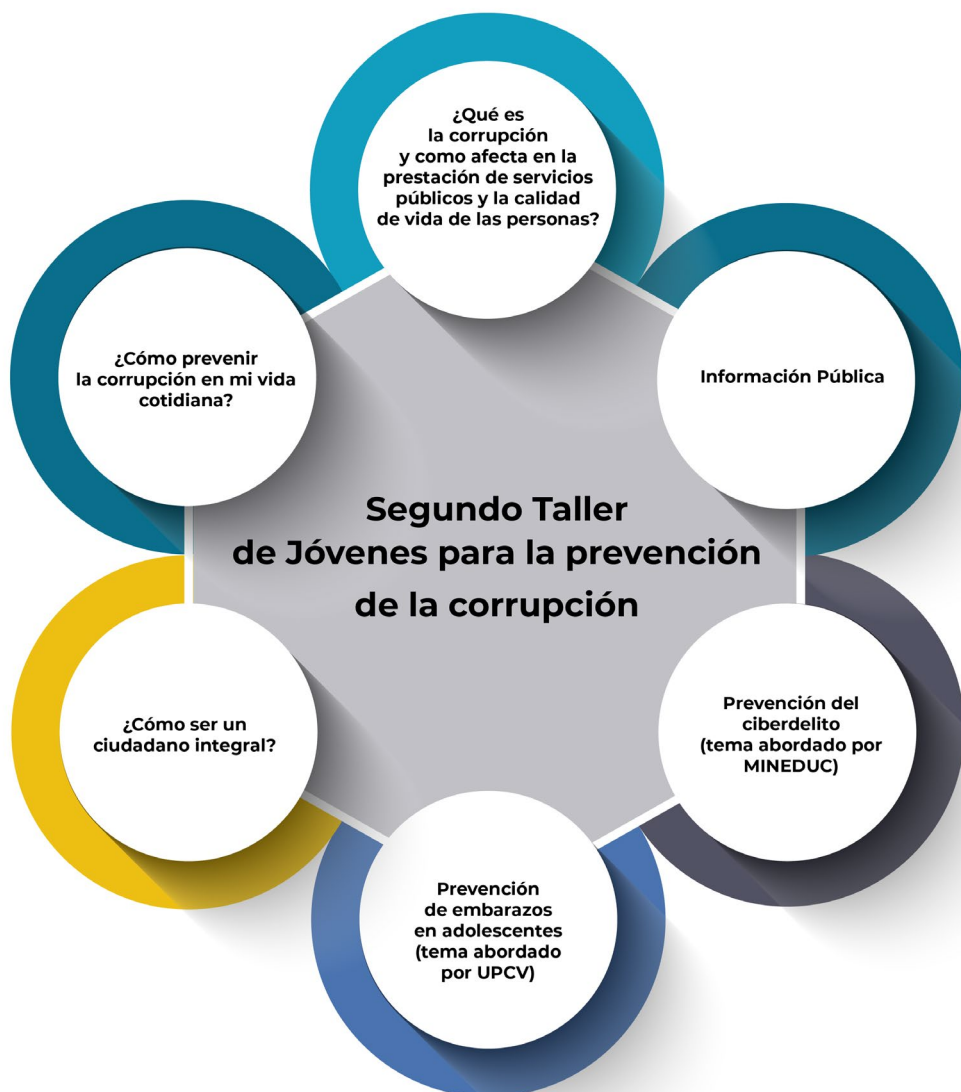 ¿Qué es
la corrupción
y como afecta en la
prestación de servicios
públicos y la calidad
de vida de las personas?
Información Pública
Prevención del
ciberdelito
(tema abordado por
MINEDUC)
Prevención
de embarazos
en adolescentes
(tema abordado
por UPCV)
¿Cómo ser un
ciudadano integral?
¿Cómo prevenir
la corrupción en mi vida
cotidiana?
Segundo Taller
de Jóvenes para la prevención
de la corrupción